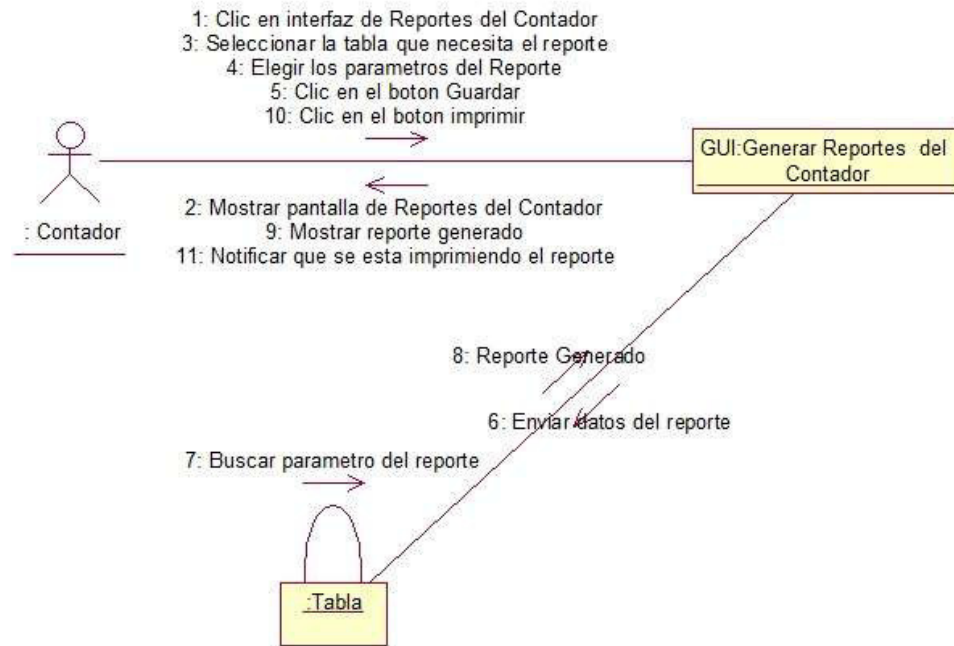 1: Clic en interfaz de Reportes del Contador
3: Seleccionar la tabla que necesita el reporte
4: Elegir los parametros del Reporte
5: Clic en el boton Guardar
10: Clic en el boton imprimir
GUI:Generar Reportes del
Contador
: Contador
2: Mostrar pantalla de Reportes del Contador
9: Mostrar reporte generado
11: Notificar que se esta imprimiendo el reporte
8: Reporte Generado
6: Enviar datos del reporte
7: Buscar parametro del reporte
:Tabla